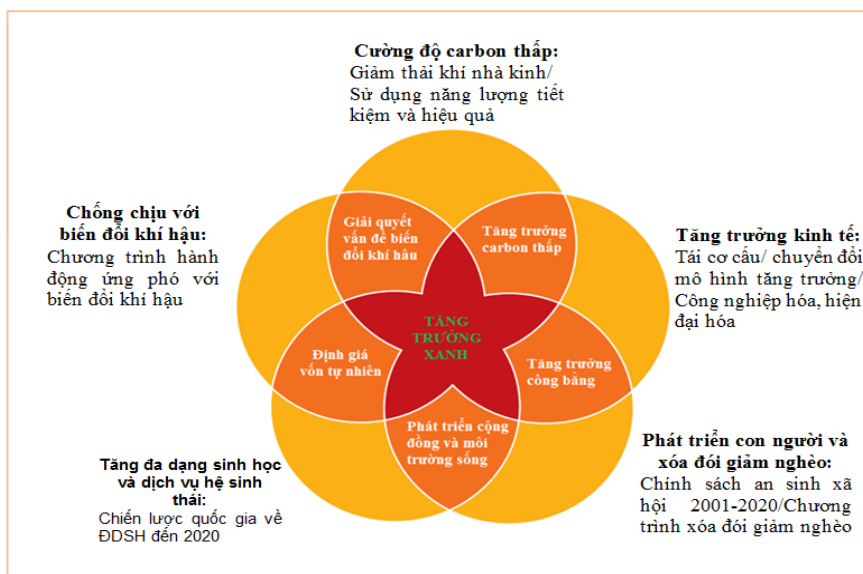 Cường độ carbon thấp:
Giảm thải khí nhà kinh/
Sử dụng năng lượng tiết
kiệm và hiệu quả
Chống chịu với
biến đổi khí hậu:
Chương trình hành
động ứng phó với
biến đổi khí hậu
Giải quyết
vấn đề biến
đổi khí hâu
Tăng trưởng
carbon thấp
Tăng trưởng kinh tế:
Tái cơ cấu/ chuyển đổi
mô hình tăng trưởng/
Công nghiệp hóa, hiện
đại hóa
TĂNG
TRƯỞNG
XANH
Định giá
vốn tự nhiên
Tăng trưởng
công bằng
Phát triển cộng
đồng và môi
trường sống
Tăng đa dạng sinh học
và dịch vụ hệ sinh
thái:
Chiến lược quốc gia về
ĐDSH đến 2020
Phát triển con người và
xóa đói giảm nghèo:
Chính sách an sinh xã
hội 2001-2020/Chương
trình xóa đói giảm nghèo